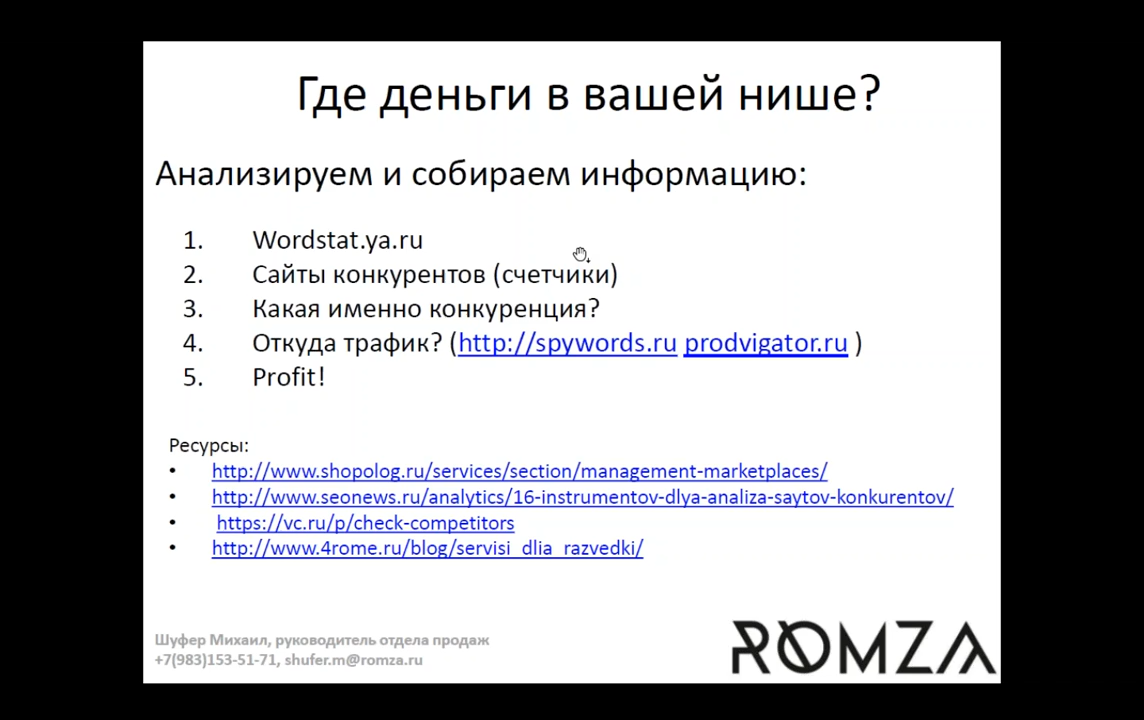 Где деньги в вашей нише?
Анализируем и собираем информацию:
1. Wordstat.ya.ru
2. Сайты конкурентов (счетчики)
3. Какая именно конкуренция?
4. Откуда трафик? (http://spywords.ru prodvigator.ru )
5. Profit!
Ресурсы:
• http://www.shopolog.ru/services/section/management-marketplaces/
• http://www.seonews.ru/analytics/16-instrumentov-dlya-analiza-saytov-konkurentov/
• https://vc.ru/p/check-competitors
• http://www.4rome.ru/blog/servisi_dlia_razvedki/
Шуфер Михаил, руководитель отдела продаж
+7(983)153-51-71, shufer.m@romza.ru
ROMZA